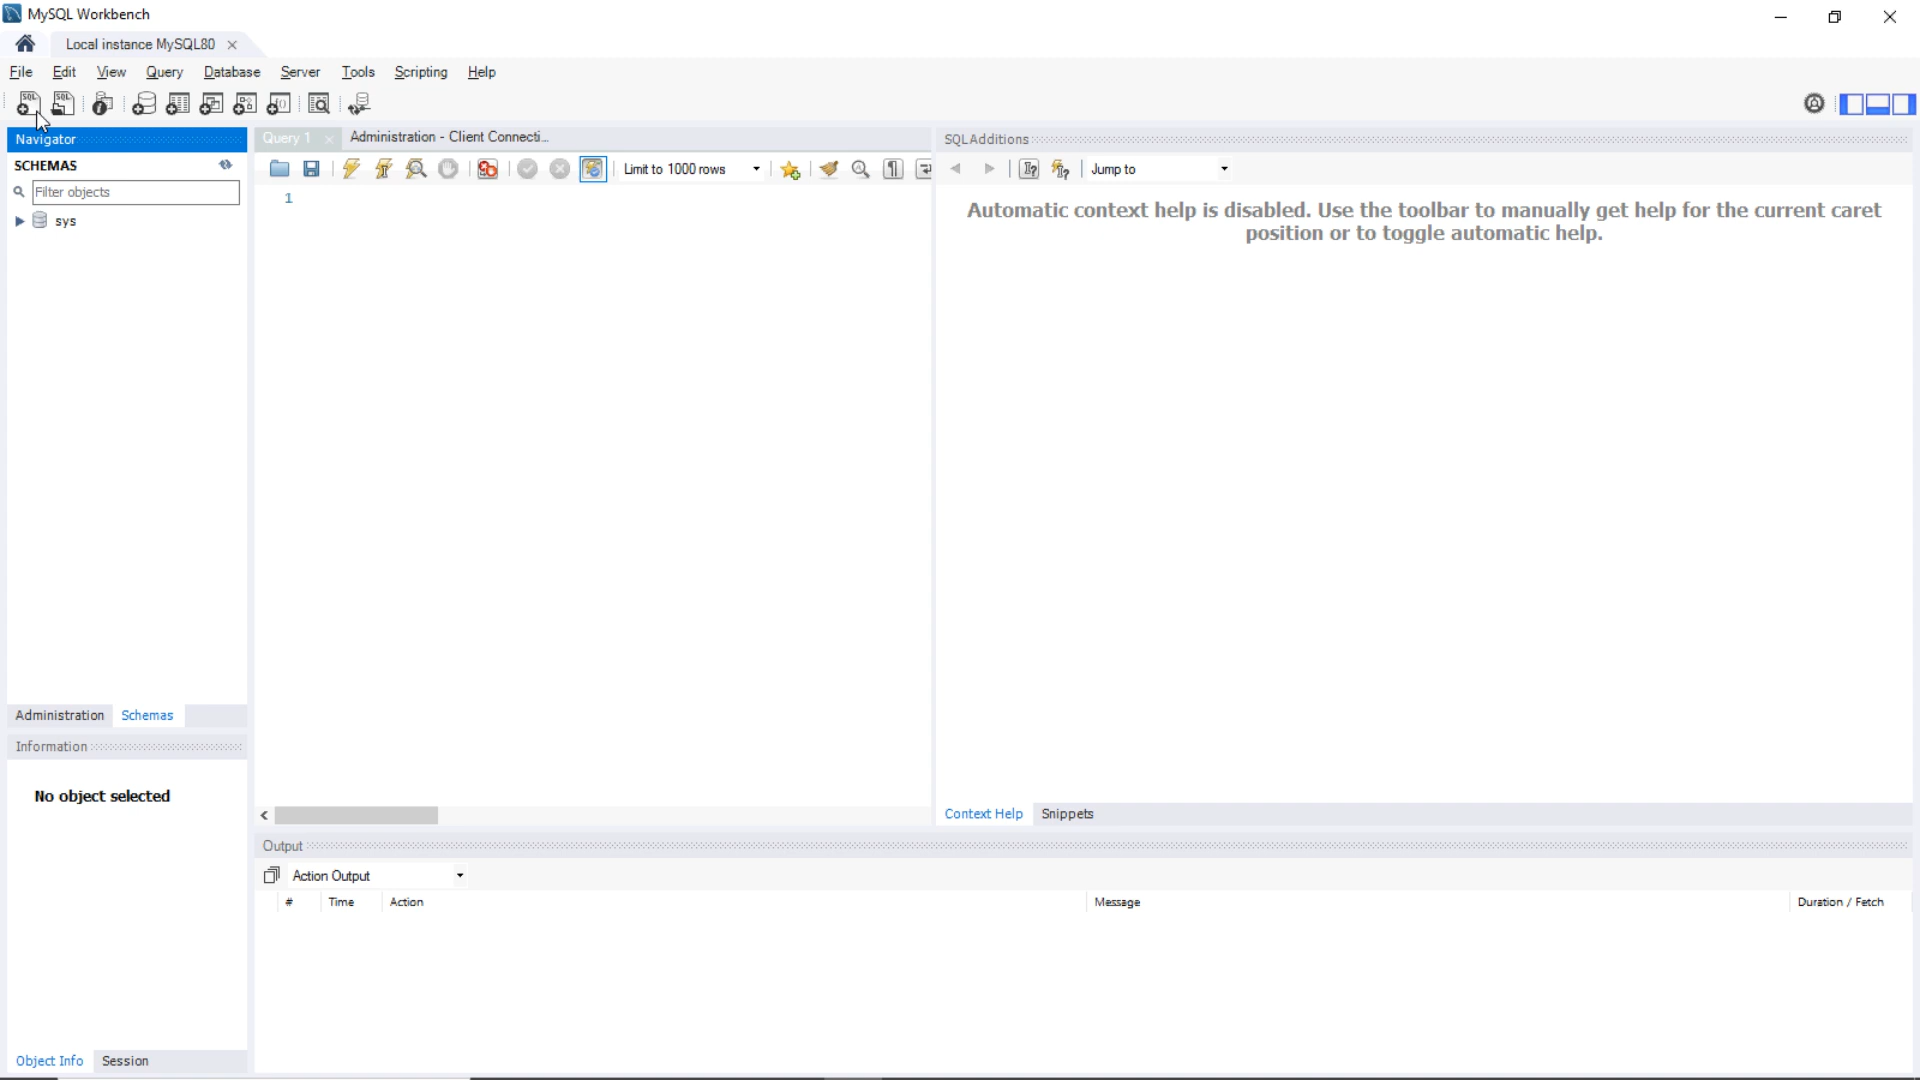 MySQL Workbench
Local instance MySQL80
File Edit View Query Database Server Tools Scripting Help
Navigator
SCHEMAS
Filter objects
sys
Administration Schemas
Information
No object selected
Object Info Session
Query 1 Administration - Client Connecti...
Limit to 1000 rows
1
SQLAdditions
Jump to
Automatic context help is disabled. Use the toolbar to manually get help for the current caret
position or to toggle automatic help.
Context Help Snippets
Output
Action Output
# Time Action Message Duration / Fetch